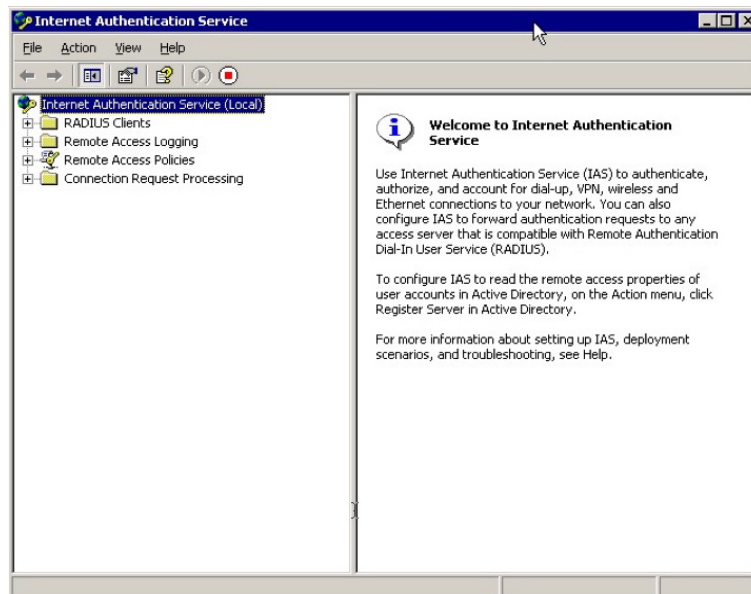 Internet Authentication Service
File Action View Help
Internet Authentication Service (Local)
RADIUS Clients
Remote Access Logging
Remote Access Policies
Connection Request Processing
Welcome to Internet Authentication
Service
Use Internet Authentication Service (IAS) to authenticate,
authorize, and account for dial-up, VPN, wireless and
Ethernet connections to your network. You can also
configure IAS to forward authentication requests to any
access server that is compatible with Remote Authentication
Dial-In User Service (RADIUS).
To configure IAS to read the remote access properties of
user accounts in Active Directory, on the Action menu, click
Register Server in Active Directory.
For more information about setting up IAS, deployment
scenarios, and troubleshooting, see Help.